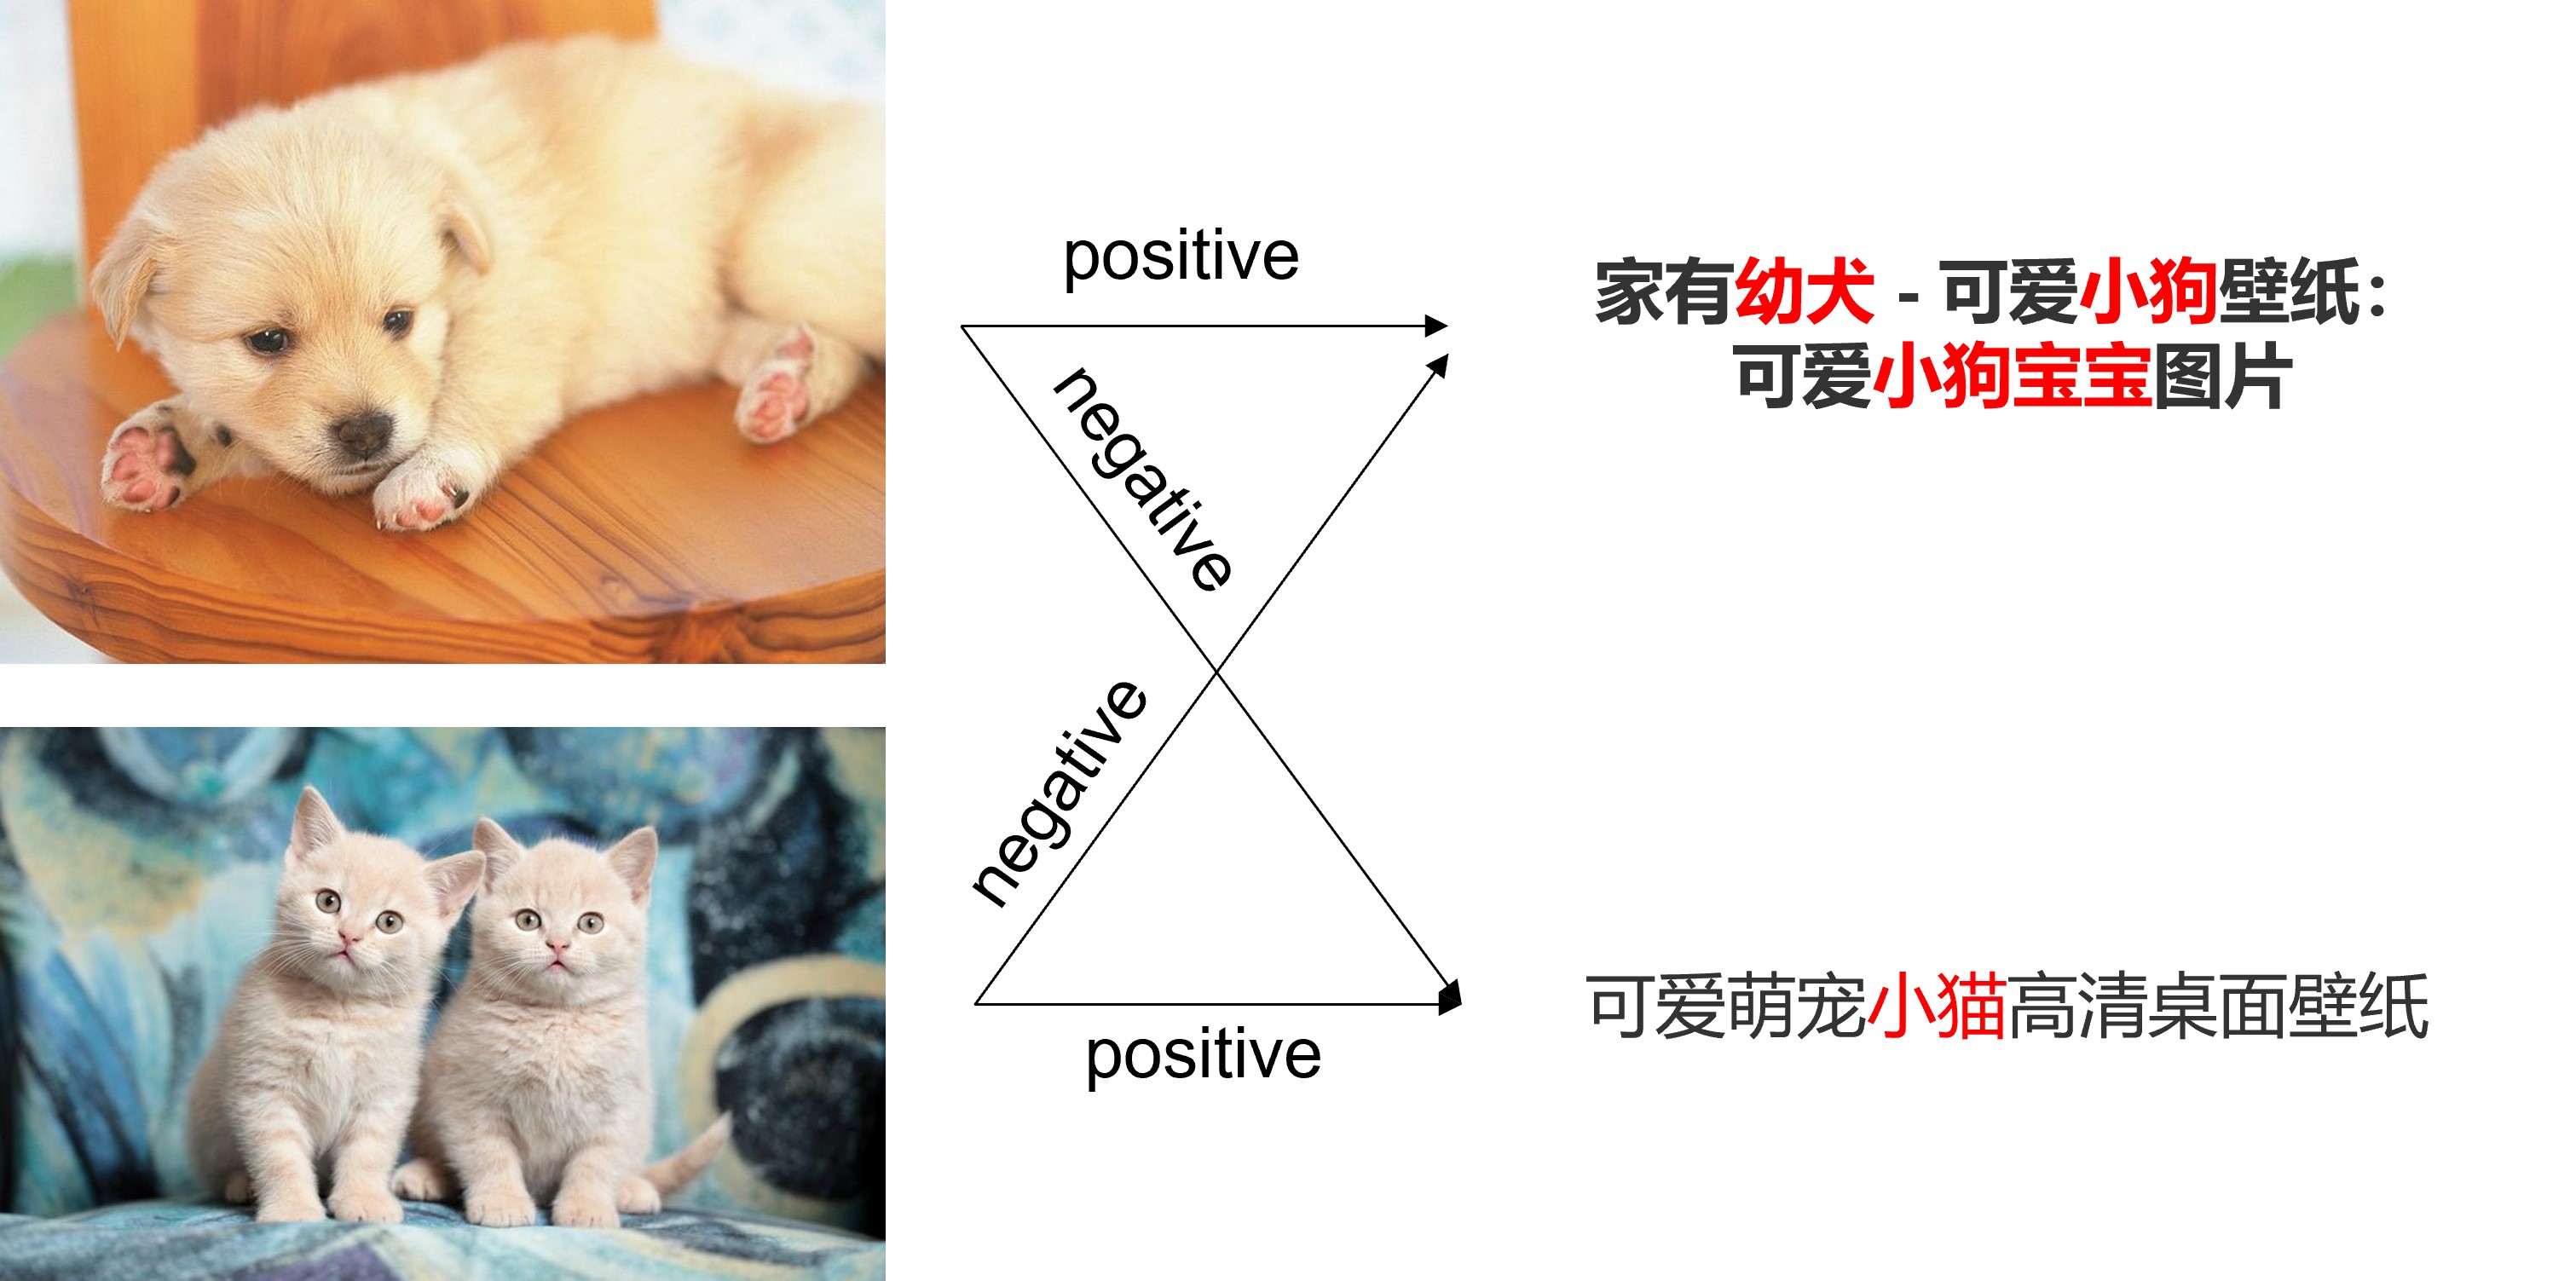 positive
家有幼犬 - 可爱小狗壁纸：
可爱小狗宝宝图片
negative
negative
可爱萌宠小猫高清桌面壁纸
positive